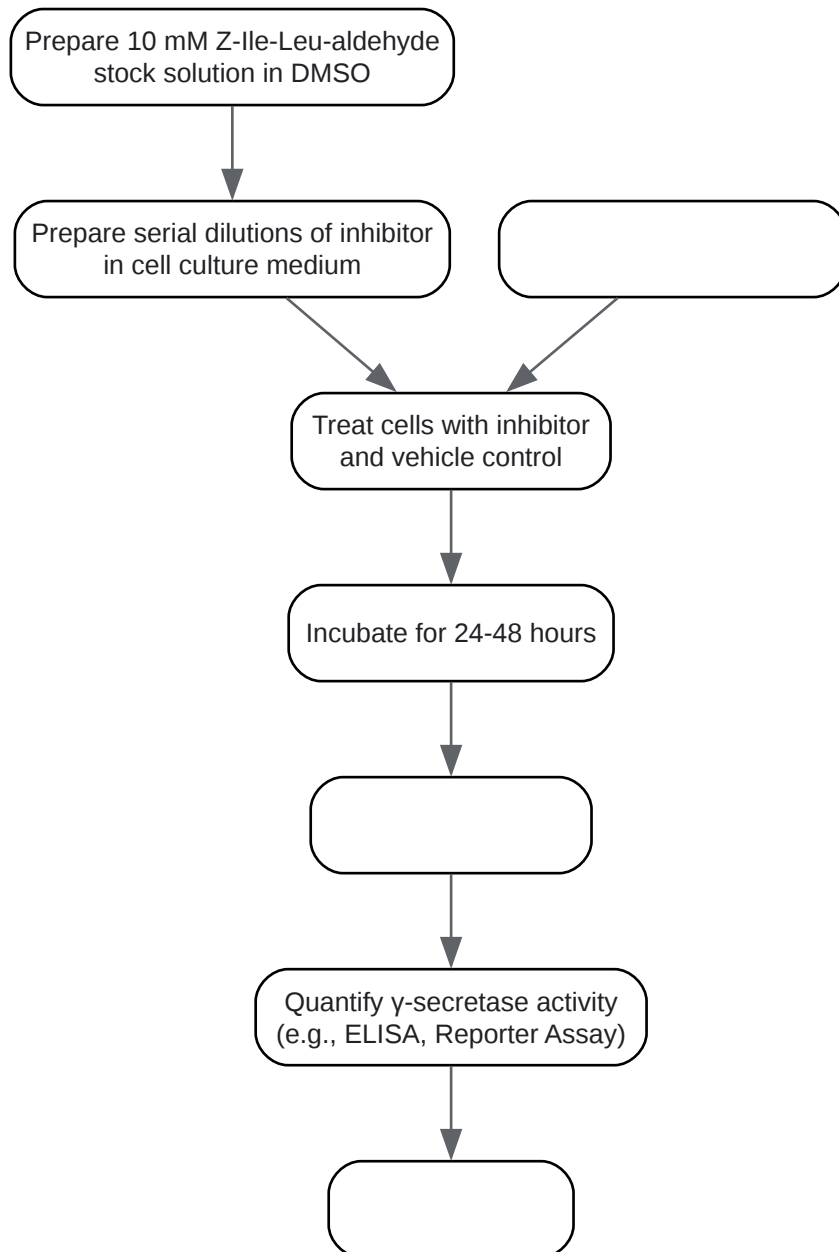 Prepare 10 mM Z-Ile-Leu-aldehyde
stock solution in DMSO
Prepare serial dilutions of inhibitor
in cell culture medium
Treat cells with inhibitor
and vehicle control
Incubate for 24-48 hours
Quantify γ-secretase activity
(e.g., ELISA, Reporter Assay)